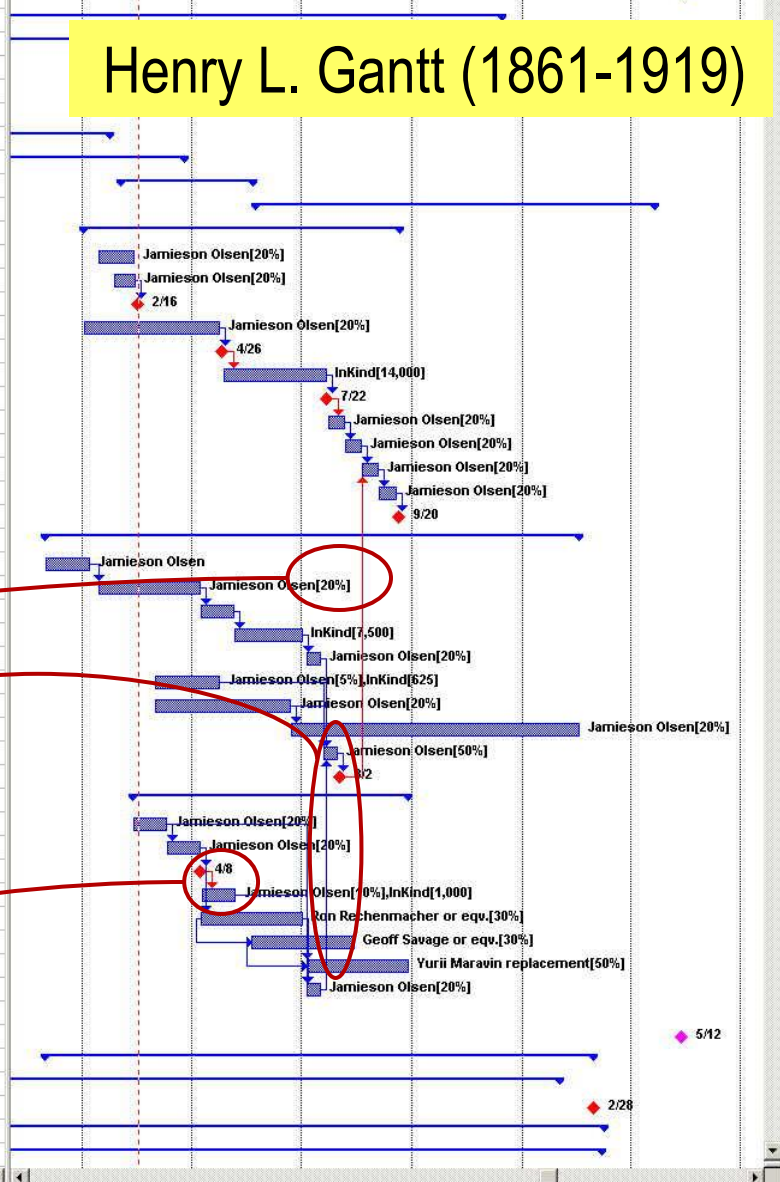 Henry L. Gantt (1861-1919)
Jamieson Olsen[20%]
Jamieson Olsen[20%]
2/16
Jamieson Olsen[20%]
4/26
InKind[14,000]
7/22
Jamieson Olsen[20%]
Jamieson Olsen[20%]
Jamieson Olsen[20%]
Jamieson Olsen[20%]
9/20
Jamieson Olsen
Jamieson Olsen[20%]
InKind[7,500]
Jamieson Olsen[20%]
Jamieson Olsen[5%],InKind[625]
Jamieson Olsen[20%]
Jamieson Olsen[20%]
Jamieson Olsen[50%]
8/2
Jamieson Olsen[20%]
Jamieson Olsen[20%]
4/8
Jamieson Olsen[10%],InKind[1,000]
Ron Rechenmacher or eqv.[30%]
Geoff Savage or eqv.[30%]
Yurii Maravin replacement[50%]
Jamieson Olsen[20%]
5/12
2/28